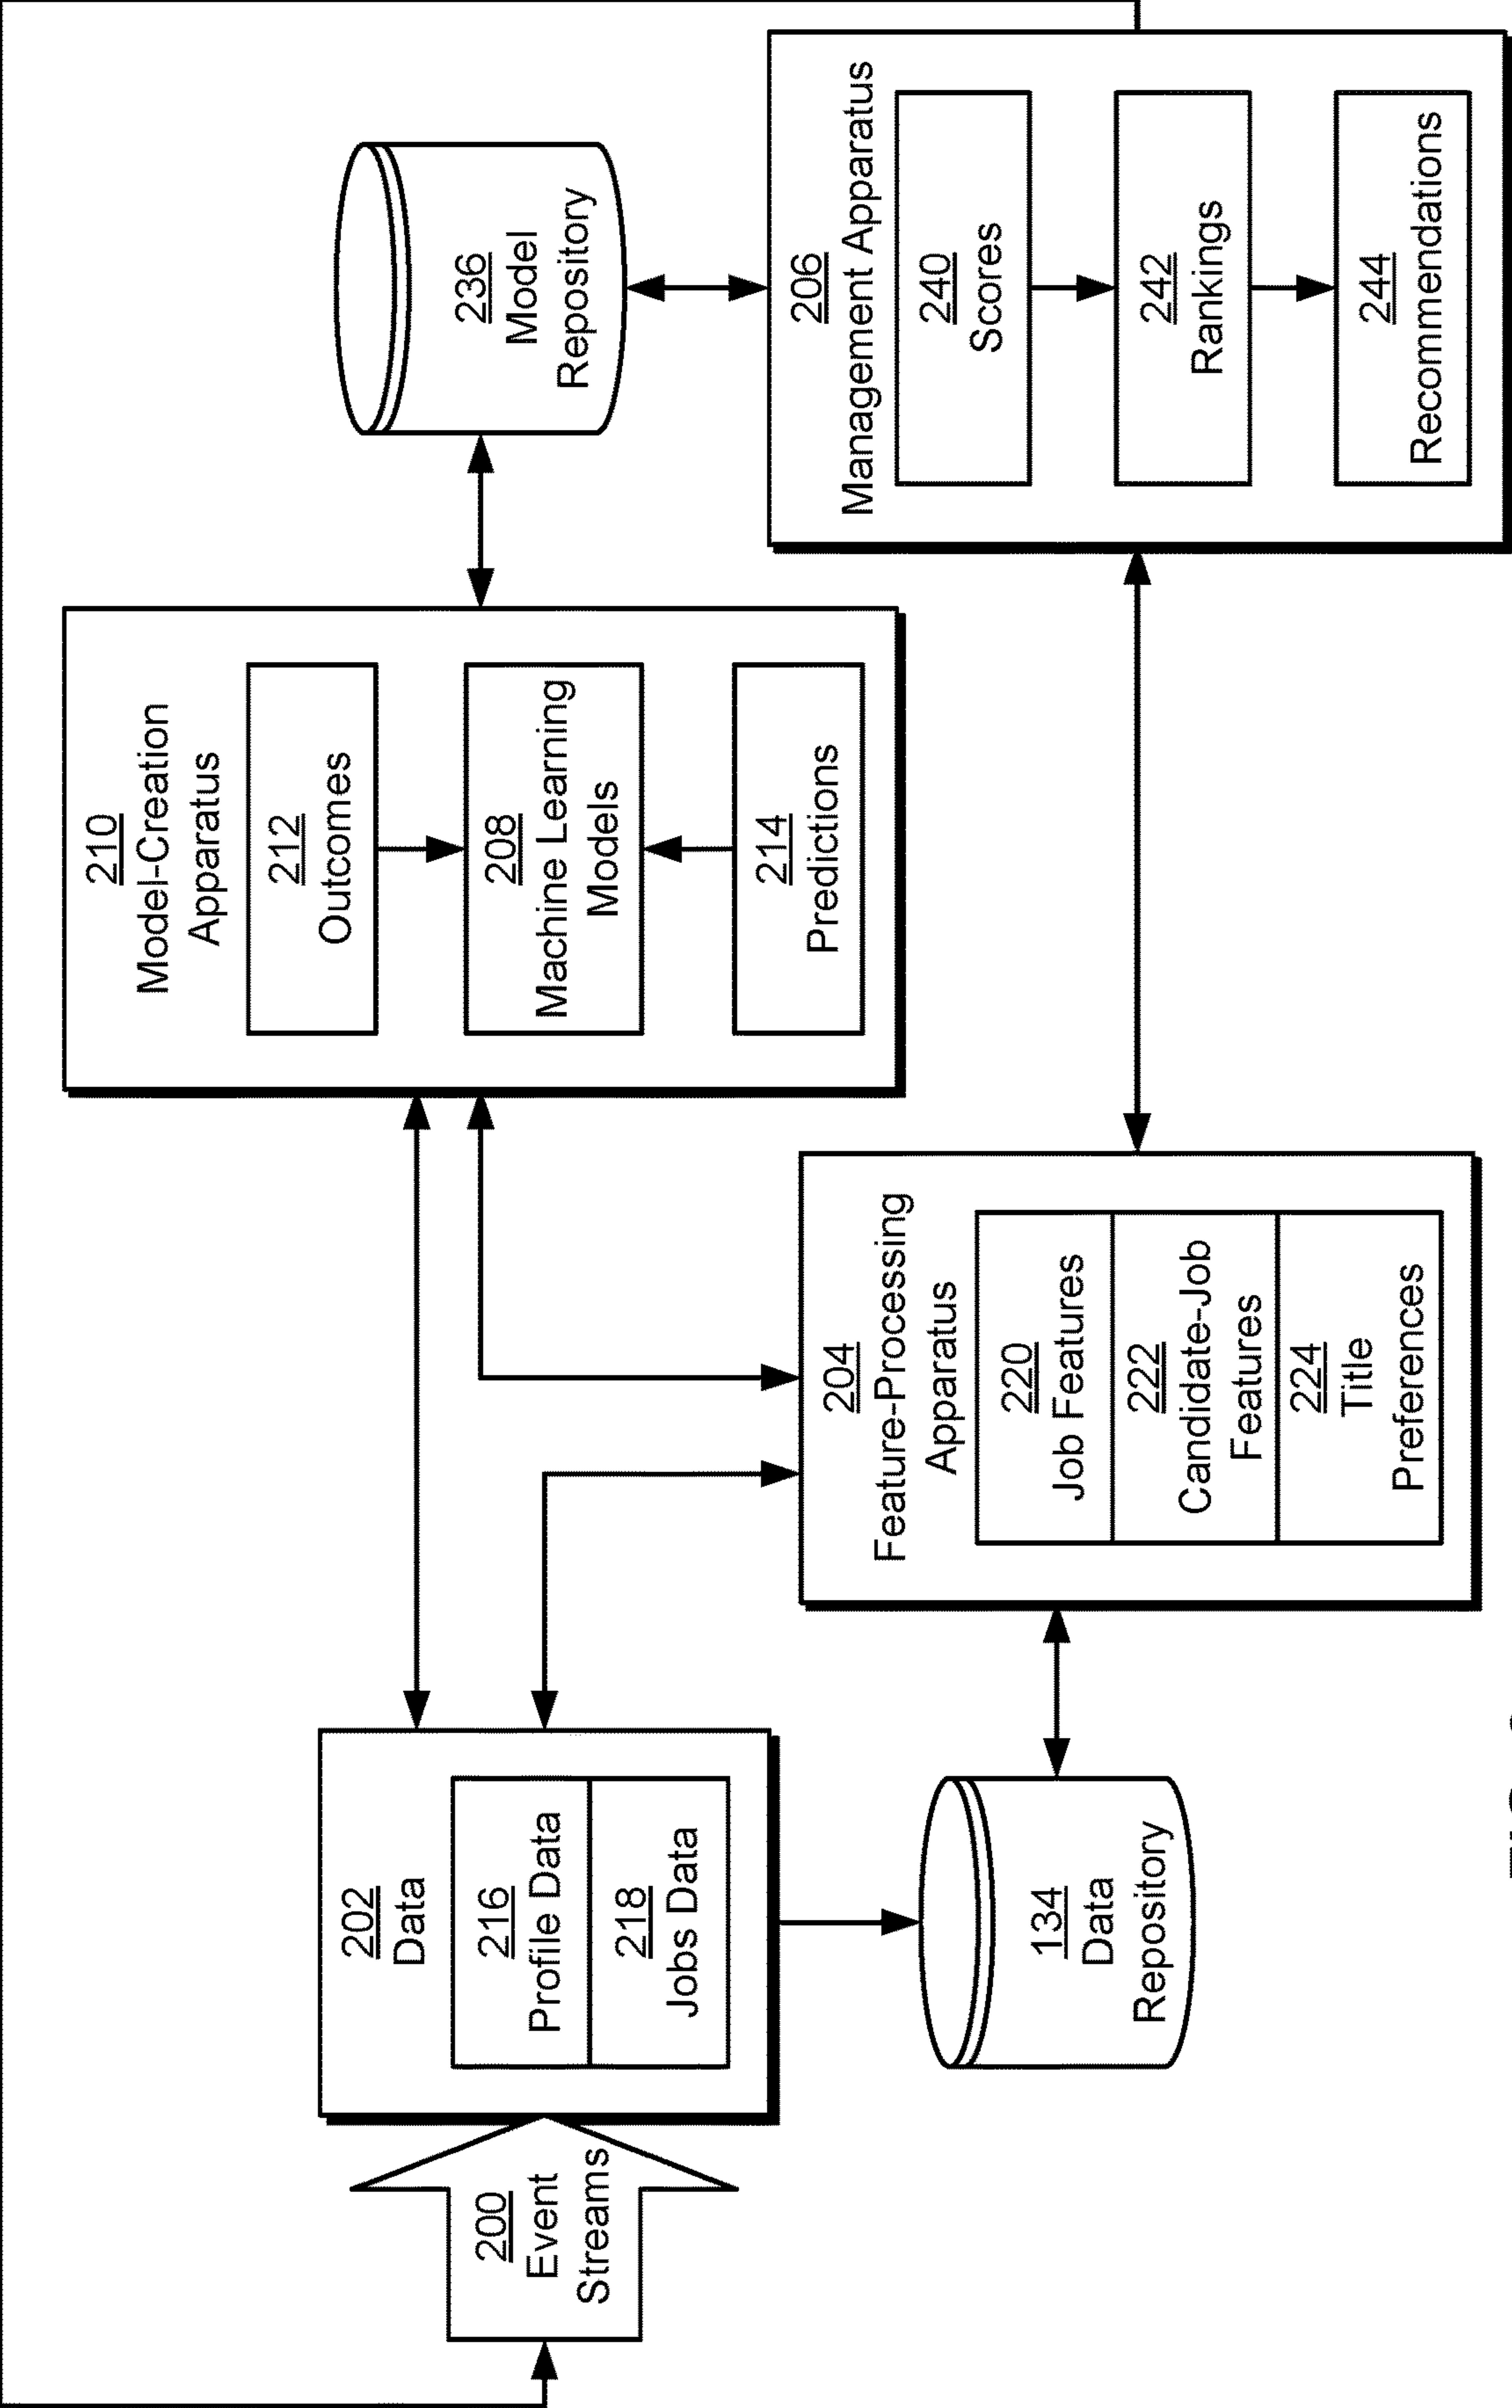 200
Event
Streams
202
Data
216
Profile Data
218
Jobs Data
134
Data
Repository
210
Model-Creation
Apparatus
212
Outcomes
208
Machine Learning
Models
214
Predictions
204
Feature-Processing
Apparatus
220
Job Features
222
Candidate-Job
Features
224
Title
Preferences
236
Model
Repository
206
Management Apparatus
240
Scores
242
Rankings
244
Recommendations